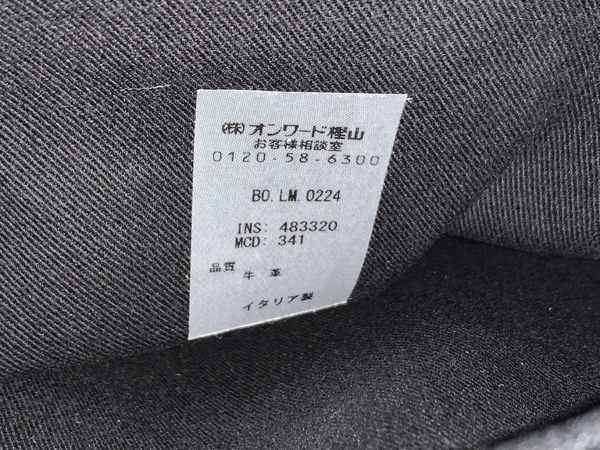 (株)オンワード樫山
お客様相談室
0120-58-6300
BO.LM.0224
INS: 483320
MCD: 341
品質
牛 革
イタリア製